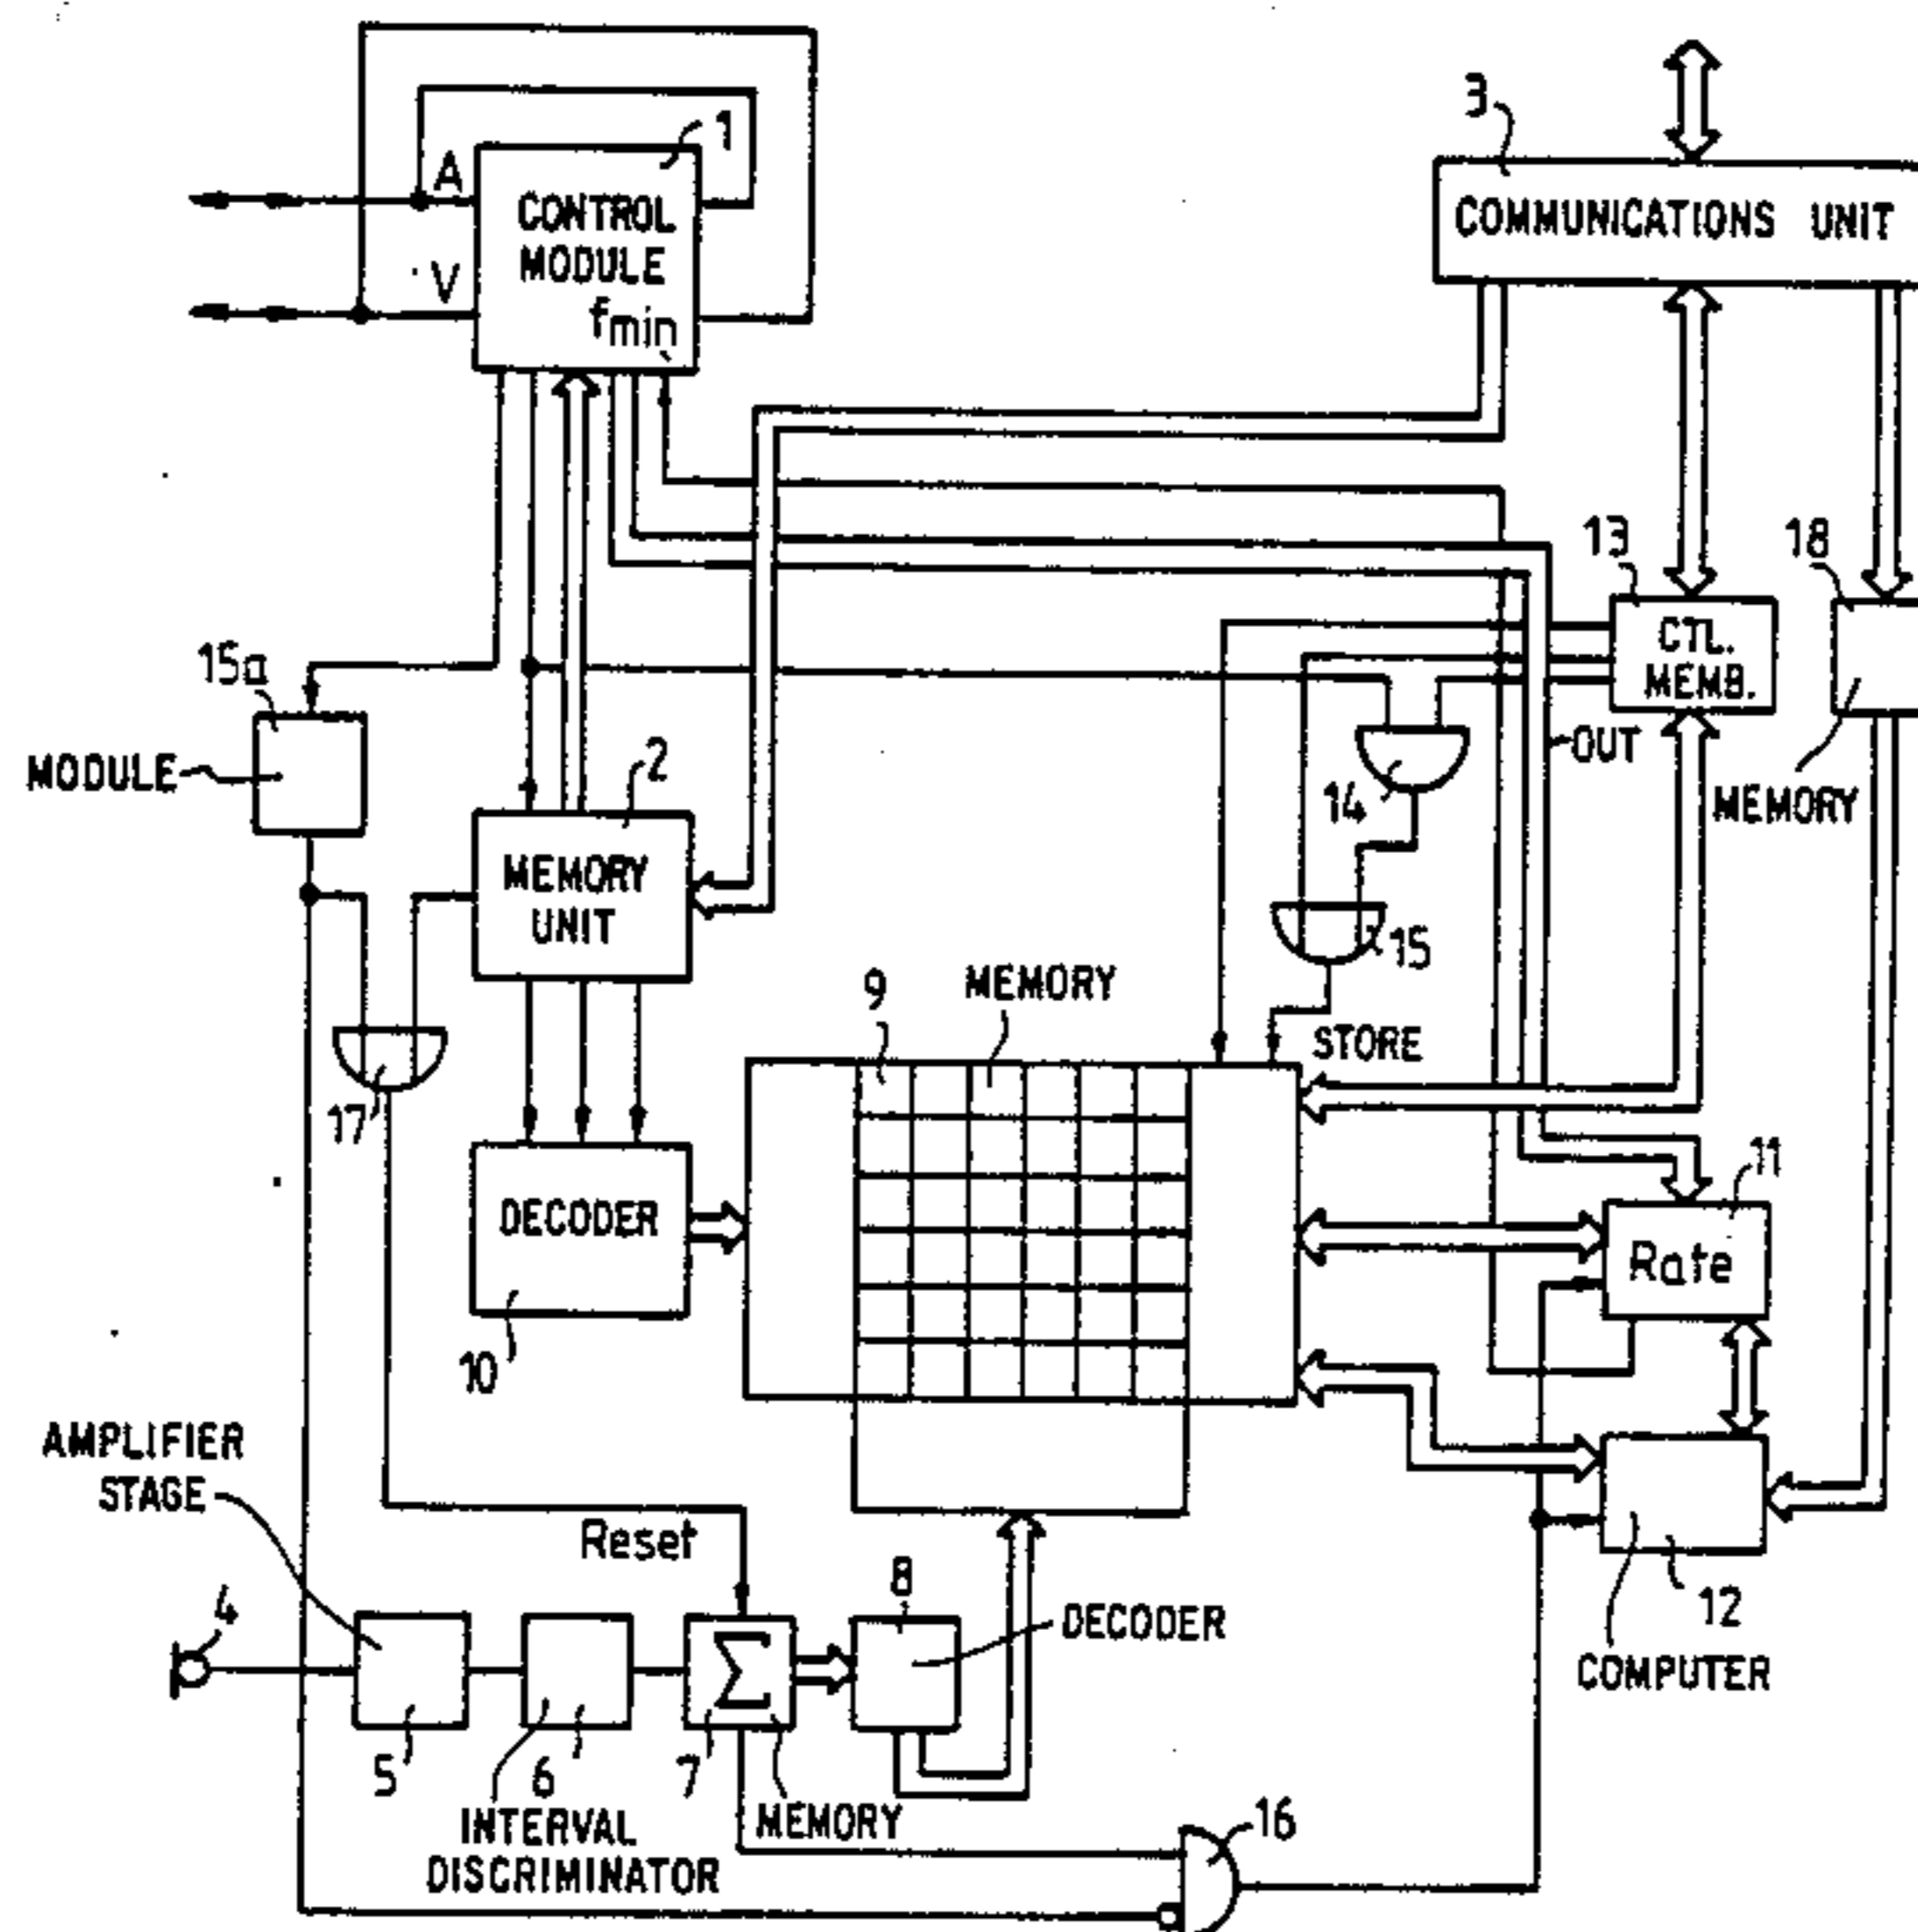 1
3
A
CONTROL
MODULE
COMMUNICATIONS UNIT
V
fmin
13
18
15a
CTL.
MEMB.
2
OUT
MODULE
14
MEMORY
MEMORY
UNIT
15
9
MEMORY
STORE
17
11
DECODER
Rate
10
AMPLIFIER
STAGE
Reset
8
4
DECODER
12
Σ
COMPUTER
5
6
7
MEMORY
16
INTERVAL
DISCRIMINATOR